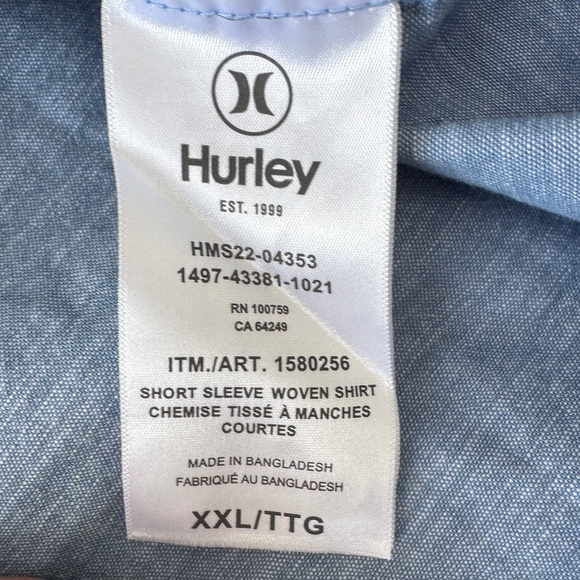 Hurley
EST. 1999
HMS22-04353
1497-43381-1021
RN 100759
CA 64249
ITM./ART. 1580256
SHORT SLEEVE WOVEN SHIRT
CHEMISE TISSÉ À MANCHES
COURTES
MADE IN BANGLADESH
FABRIQUÉ AU BANGLADESH
XXL/TTG